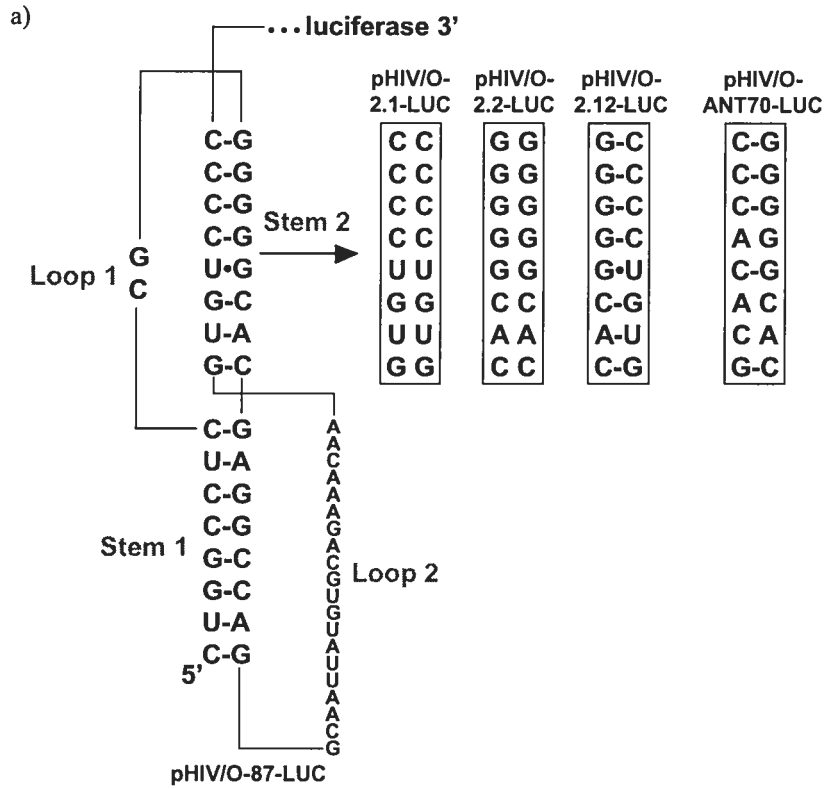 a)
...luciferase 3’
pHIV/O-
2.1-LUC
pHIV/O-
2.2-LUC
pHIV/O-
2.12-LUC
pHIV/O-
ANT70-LUC
C-G
C-G
C-G
C-G
U•G
G-C
U-A
G-C
Stem 2
Loop 1
G
C
C C
C C
C C
C C
U U
G G
U U
G G
G G
G G
G G
G G
G G
C C
A A
C C
G-C
G-C
G-C
G-C
G•U
C-G
A-U
C-G
C-G
C-G
C-G
A G
C-G
A C
C A
G-C
C-G
U-A
C-G
C-G
G-C
G-C
U-A
C-G
Stem 1
5’
A
A
C
A
A
A
G
A
C
G
U
G
U
A
U
U
A
A
C
G
Loop 2
pHIV/O-87-LUC